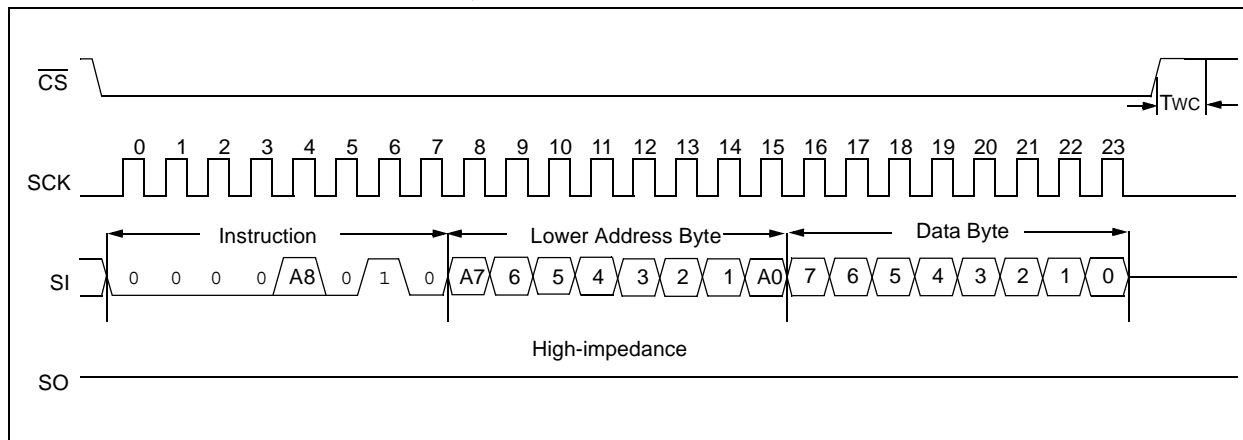 CS
TWC
0 1 2 3 4 5 6 7 8 9 10 11 12 13 14 15 16 17 18 19 20 21 22 23
SCK
Instruction Lower Address Byte Data Byte
SI 0 0 0 0 A8 0 1 0 A7 6 5 4 3 2 1 A0 7 6 5 4 3 2 1 0
High-impedance
SO